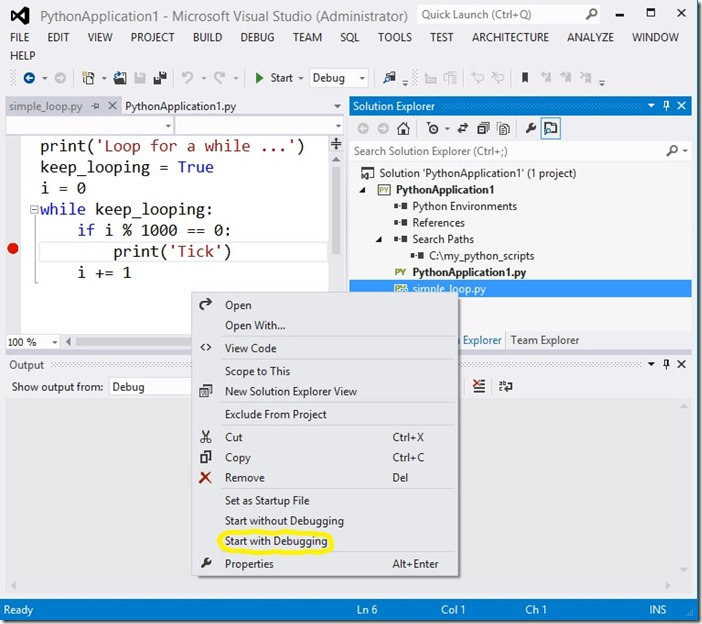 PythonApplication1 - Microsoft Visual Studio (Administrator)
Quick Launch (Ctrl+Q)
FILE EDIT VIEW PROJECT BUILD DEBUG TEAM SQL TOOLS TEST ARCHITECTURE ANALYZE WINDOW
HELP
Start Debug
simple_loop.py PythonApplication1.py
print('Loop for a while ...')
keep_looping = True
i = 0
while keep_looping:
if i % 1000 == 0:
print('Tick')
i += 1
100 %
Solution Explorer
Search Solution Explorer (Ctrl+;)
Solution 'PythonApplication1' (1 project)
PY PythonApplication1
Python Environments
References
Search Paths
C:\my_python_scripts
PY PythonApplication1.py
simple_loop.py
Explorer Team Explorer
Output
Show output from: Debug
Open
Open With...
View Code
Scope to This
New Solution Explorer View
Exclude From Project
Cut Ctrl+X
Copy Ctrl+C
Remove Del
Set as Startup File
Start without Debugging
Start with Debugging
Properties Alt+Enter
Ready Ln 6 Col 1 Ch 1 INS